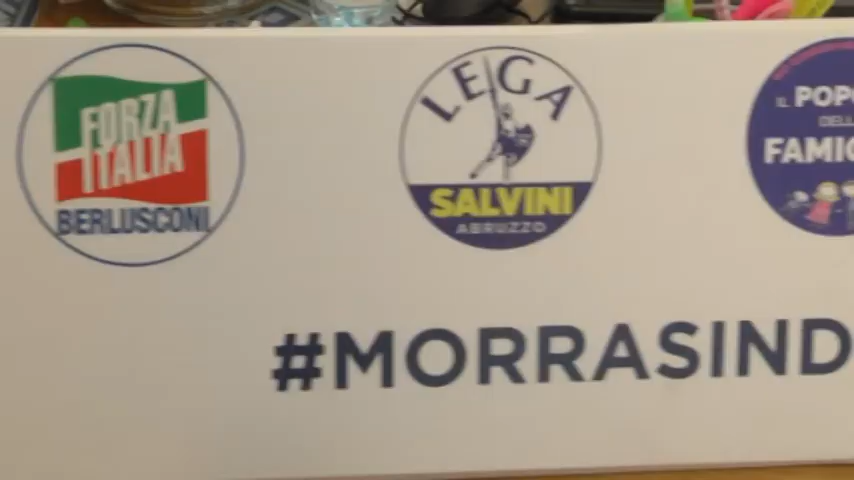 FORZA
ITALIA
BERLUSCONI
LEGA
SALVINI
ABRUZZO
IL POPO
DELL
FAMIG
#MORRASIND